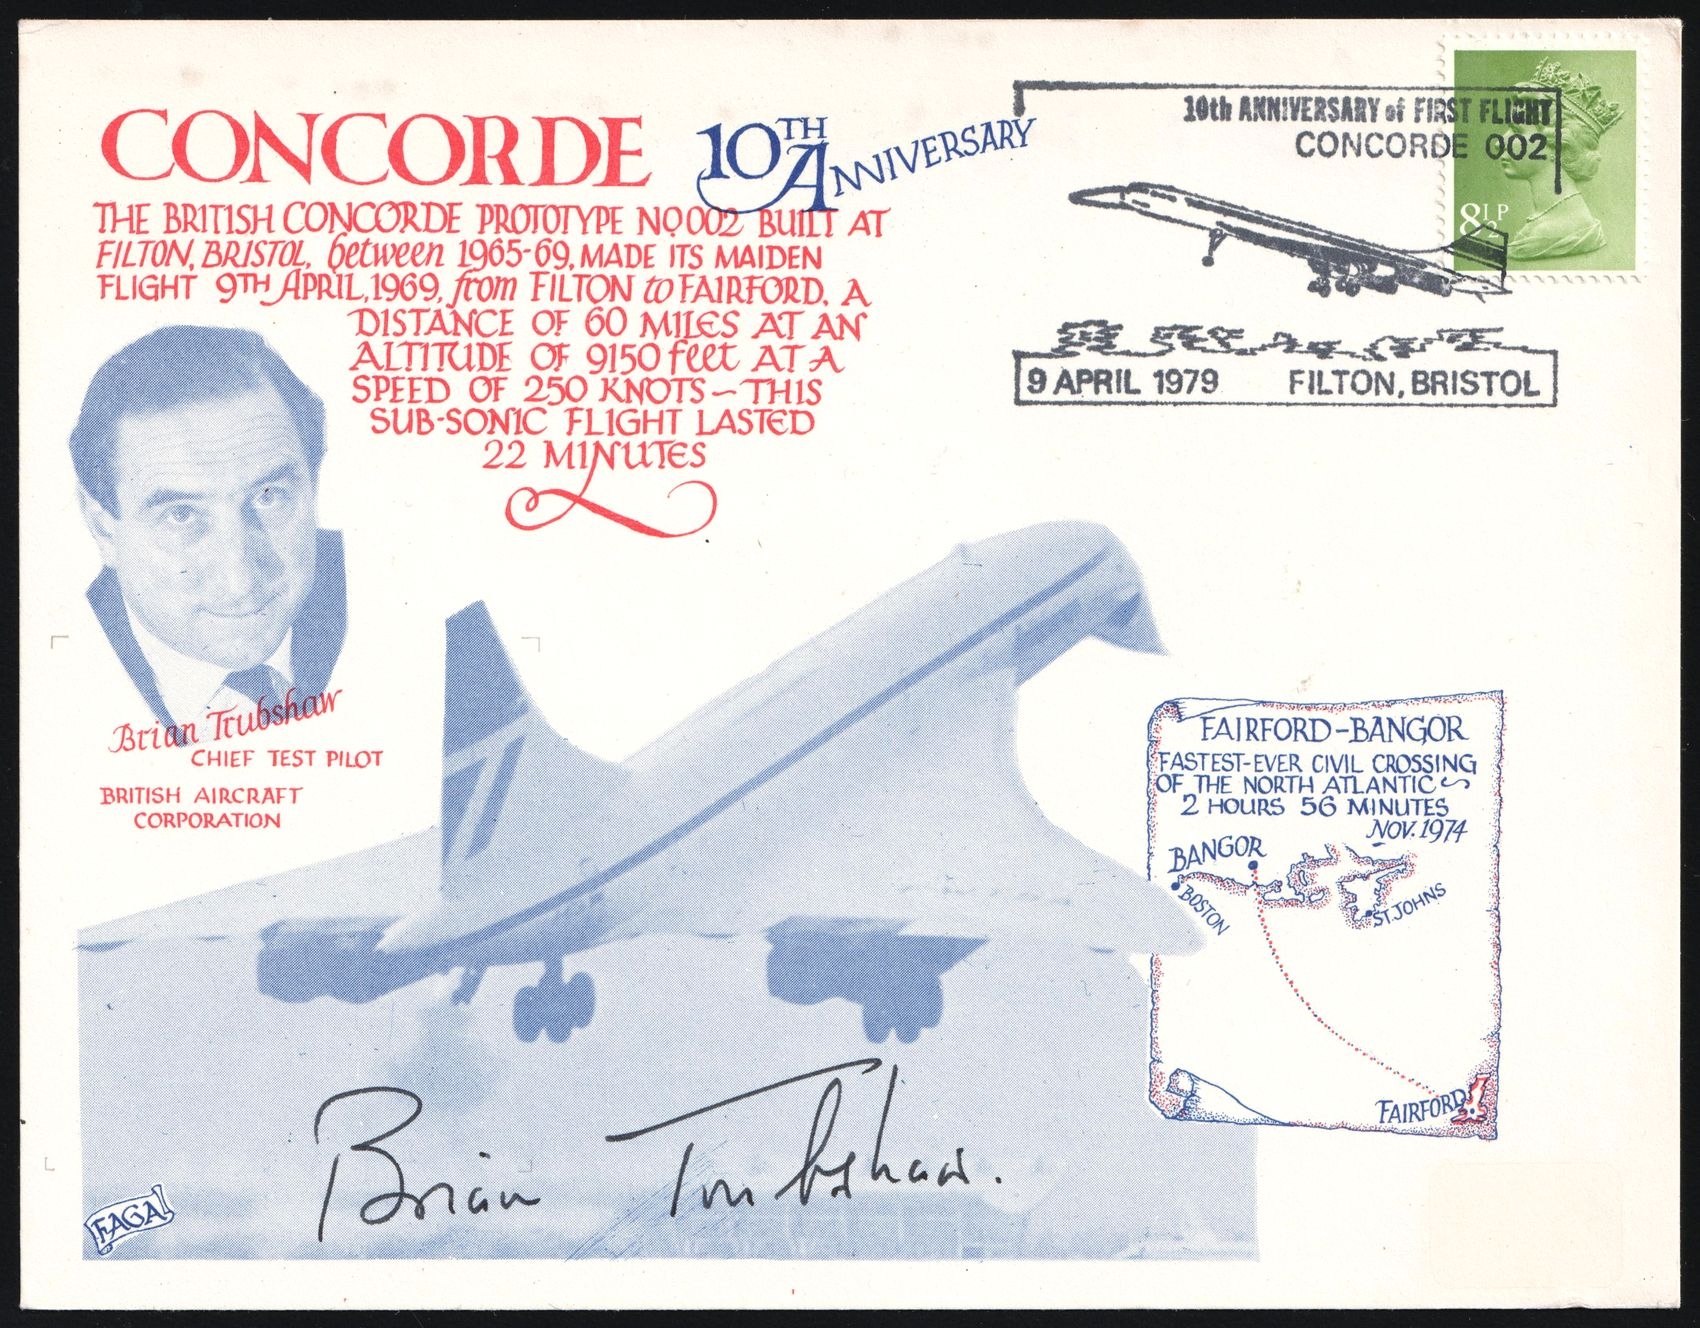 CONCORDE 10TH ANNIVERSARY
THE BRITISH CONCORDE PROTOTYPE NO 002 BUILT AT
FILTON, BRISTOL, between 1965-69, MADE ITS MAIDEN
FLIGHT 9TH APRIL, 1969, from FILTON to FAIRFORD, A
DISTANCE OF 60 MILES AT AN
ALTITUDE OF 9150 feet AT A
SPEED OF 250 KNOTS – THIS
SUB-SONIC FLIGHT LASTED
22 MINUTES
10th ANNIVERSARY of FIRST FLIGHT
CONCORDE 002
8½P
9 APRIL 1979 FILTON, BRISTOL
Brian Trubshaw
CHIEF TEST PILOT
BRITISH AIRCRAFT
CORPORATION
FAIRFORD-BANGOR
FASTEST-EVER CIVIL CROSSING
OF THE NORTH ATLANTIC
2 HOURS 56 MINUTES
NOV. 1974
BANGOR
BOSTON
ST. JOHNS
FAIRFORD
Brian Trubshaw.
FAGA